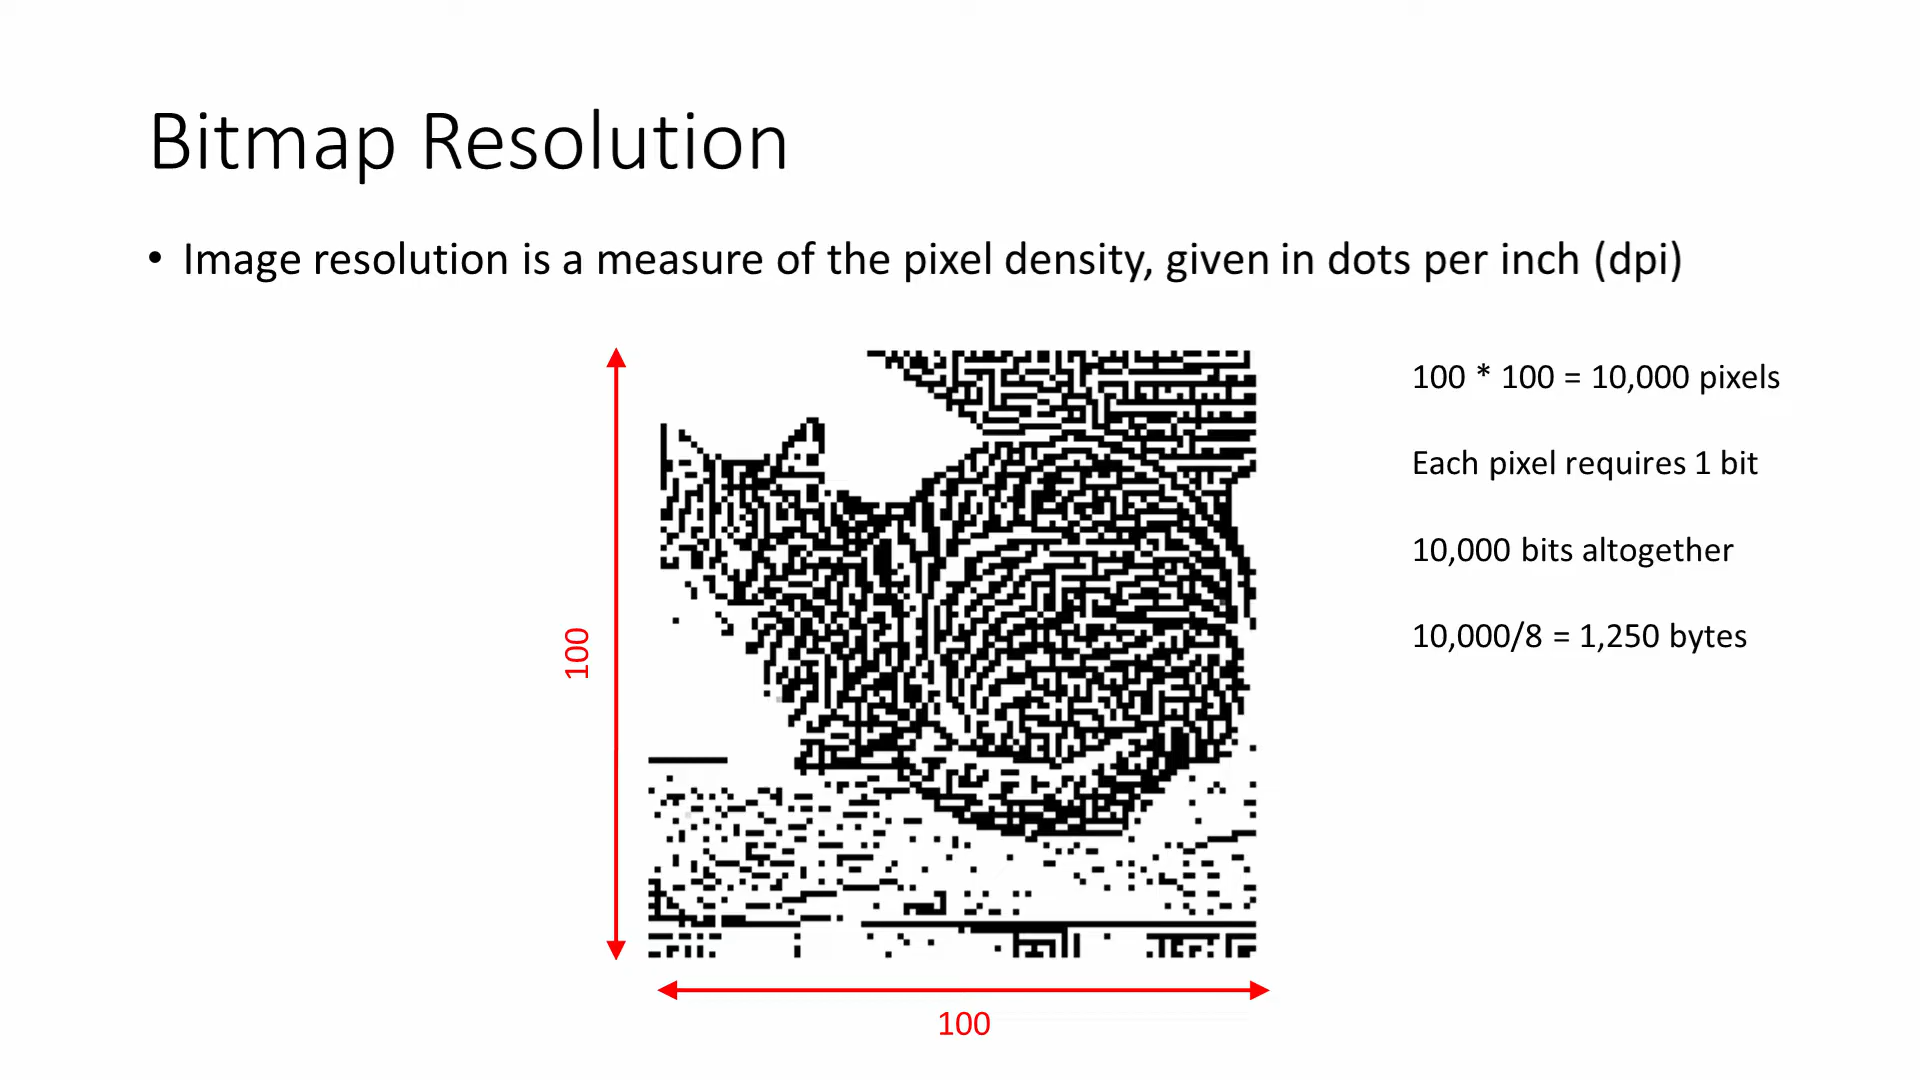 Bitmap Resolution
• Image resolution is a measure of the pixel density, given in dots per inch (dpi)
100 * 100 = 10,000 pixels
Each pixel requires 1 bit
10,000 bits altogether
10,000/8 = 1,250 bytes
100
100